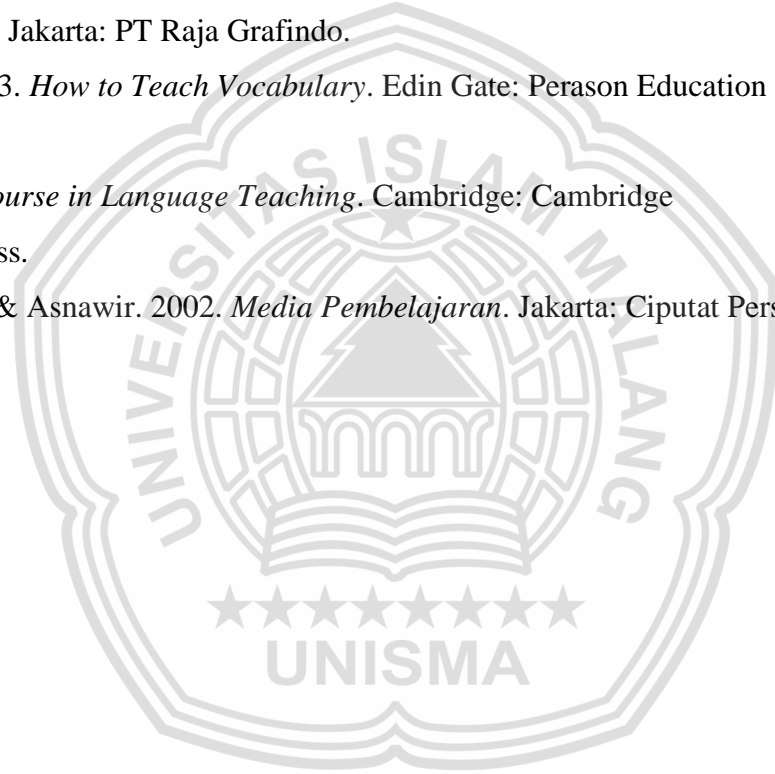 Jakarta: PT Raja Grafindo.
3. How to Teach Vocabulary. Edin Gate: Perason Education
ourse in Language Teaching. Cambridge: Cambridge
ss.
& Asnawir. 2002. Media Pembelajaran. Jakarta: Ciputat Pers
UNIVERSITAS ISLAM MALANG
UNISMA